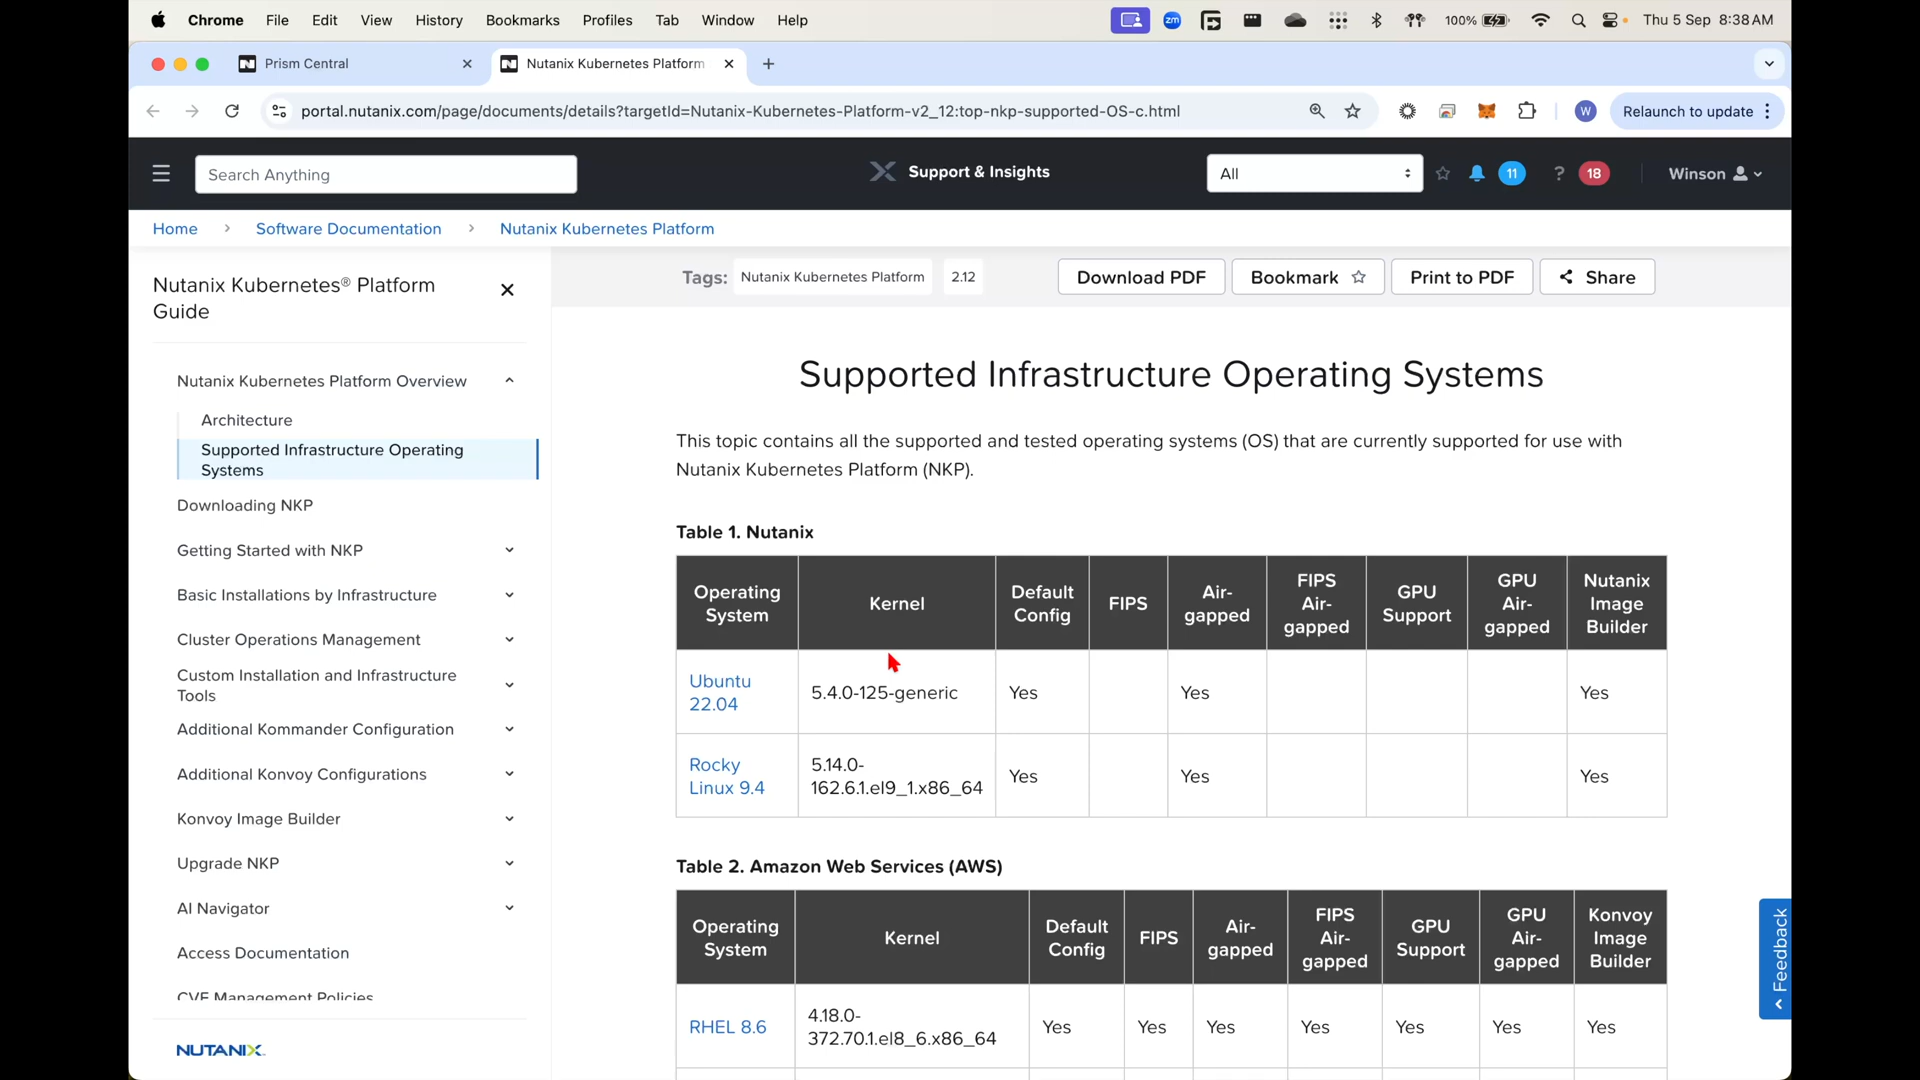 Chrome File Edit View History Bookmarks Profiles Tab Window Help zm 100% Thu 5 Sep 8:38 AM
Prism Central Nutanix Kubernetes Platform
portal.nutanix.com/page/documents/details?targetId=Nutanix-Kubernetes-Platform-v2_12:top-nkp-supported-OS-c.html W Relaunch to update
Search Anything Support & Insights All 11 ? 18 Winson
Home Software Documentation Nutanix Kubernetes Platform
Nutanix Kubernetes® Platform
Guide
Nutanix Kubernetes Platform Overview
Architecture
Supported Infrastructure Operating
Systems
Downloading NKP
Getting Started with NKP
Basic Installations by Infrastructure
Cluster Operations Management
Custom Installation and Infrastructure
Tools
Additional Kommander Configuration
Additional Konvoy Configurations
Konvoy Image Builder
Upgrade NKP
AI Navigator
Access Documentation
CVE Management Policies
NUTANIX
Tags: Nutanix Kubernetes Platform 2.12 Download PDF Bookmark Print to PDF Share
Supported Infrastructure Operating Systems
This topic contains all the supported and tested operating systems (OS) that are currently supported for use with
Nutanix Kubernetes Platform (NKP).
Table 1. Nutanix
Operating System Kernel Default Config FIPS Air-gapped FIPS Air-gapped GPU Support GPU Air-gapped Nutanix Image Builder
Ubuntu 22.04 5.4.0-125-generic Yes Yes Yes
Rocky Linux 9.4 5.14.0-162.6.1.el9_1.x86_64 Yes Yes Yes
Table 2. Amazon Web Services (AWS)
Operating System Kernel Default Config FIPS Air-gapped FIPS Air-gapped GPU Support GPU Air-gapped Konvoy Image Builder
RHEL 8.6 4.18.0-372.70.1.el8_6.x86_64 Yes Yes Yes Yes Yes Yes Yes
Feedback